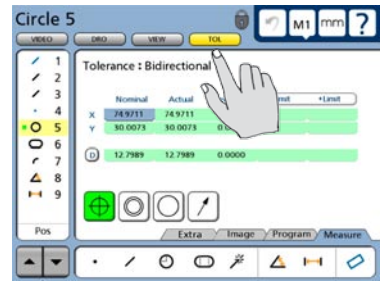 Circle 5
M1 mm ?
VIDEO DRO VIEW TOL
1
2
3
4
5
6
7
8
9
Pos
Tolerance : Bidirectional
Nominal Actual +Limit
X 74.9711 74.9711
Y 30.0073 30.0073
D 12.7989 12.7989 0.0000
Extra Image Program Measure